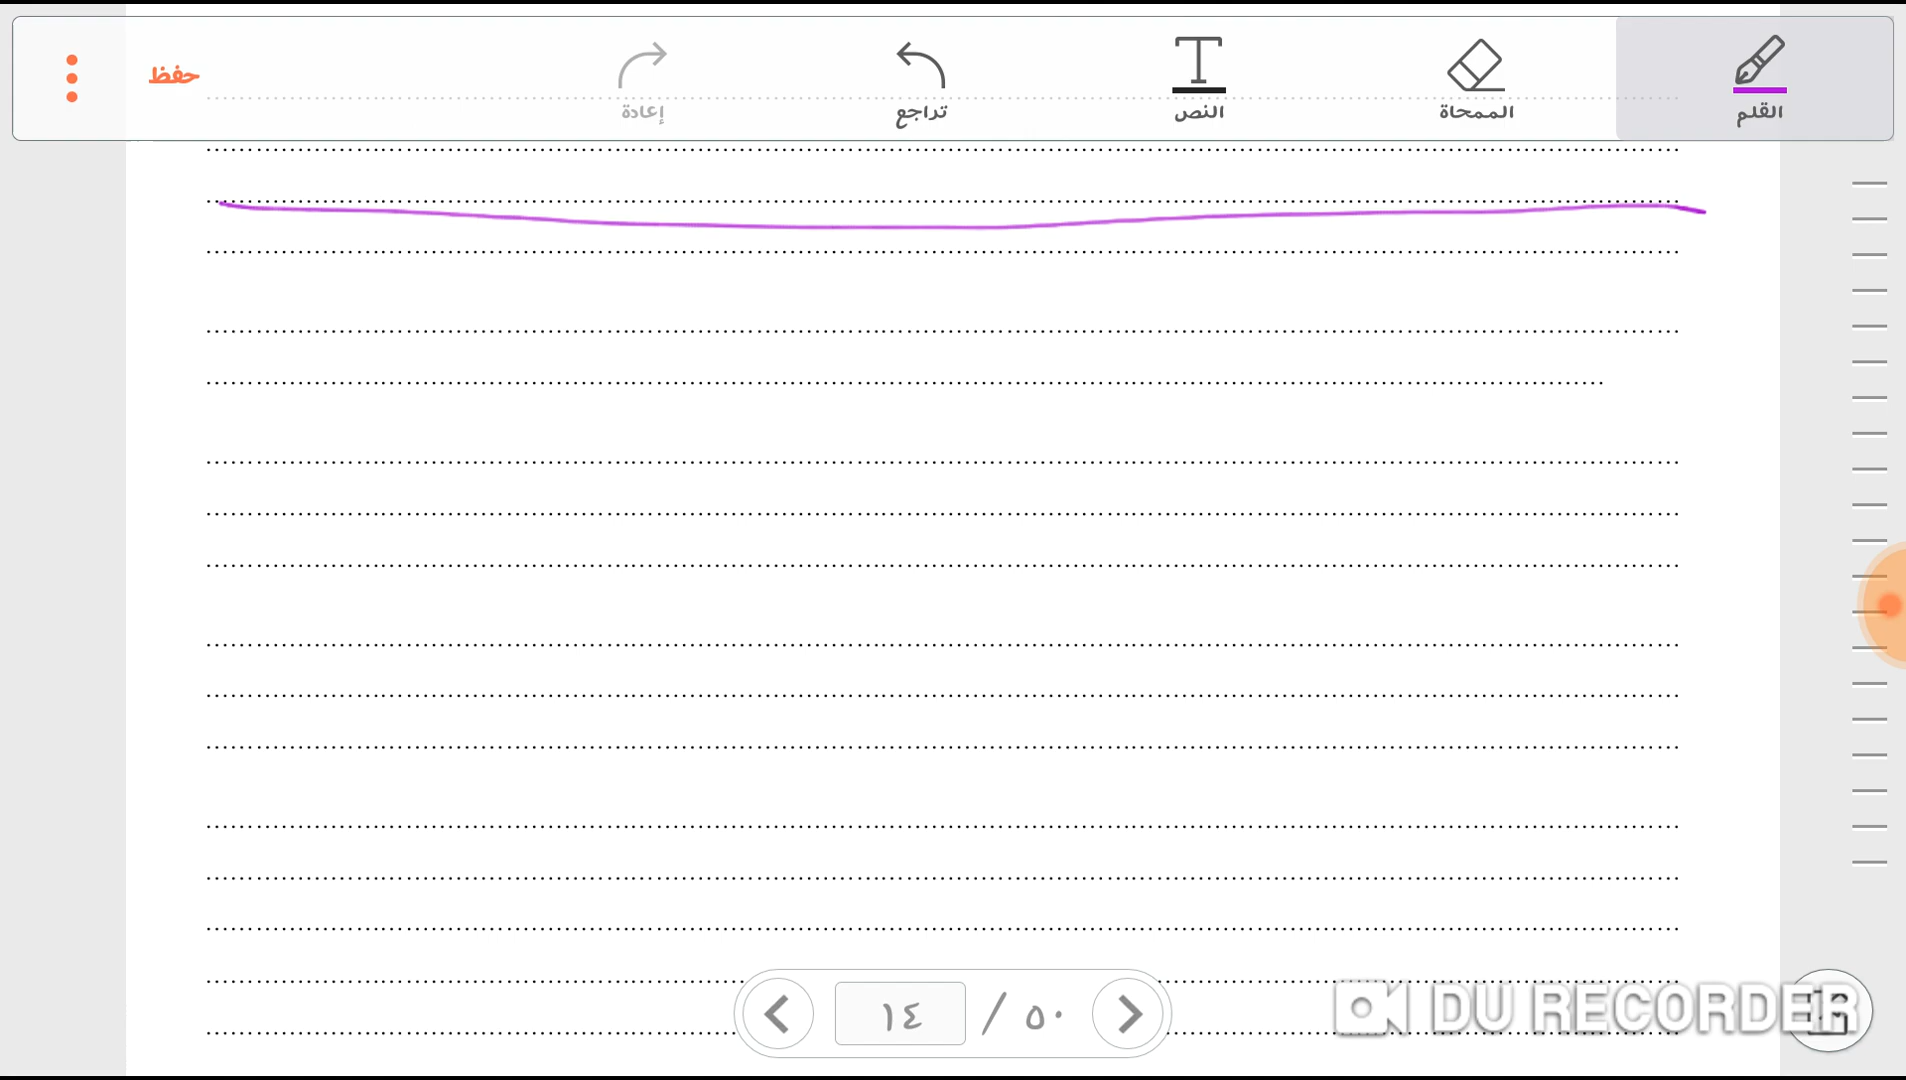 القلم
الممحاة
النص
تراجع
إعادة
حفظ
١٤ / ٥٠
DU RECORDER